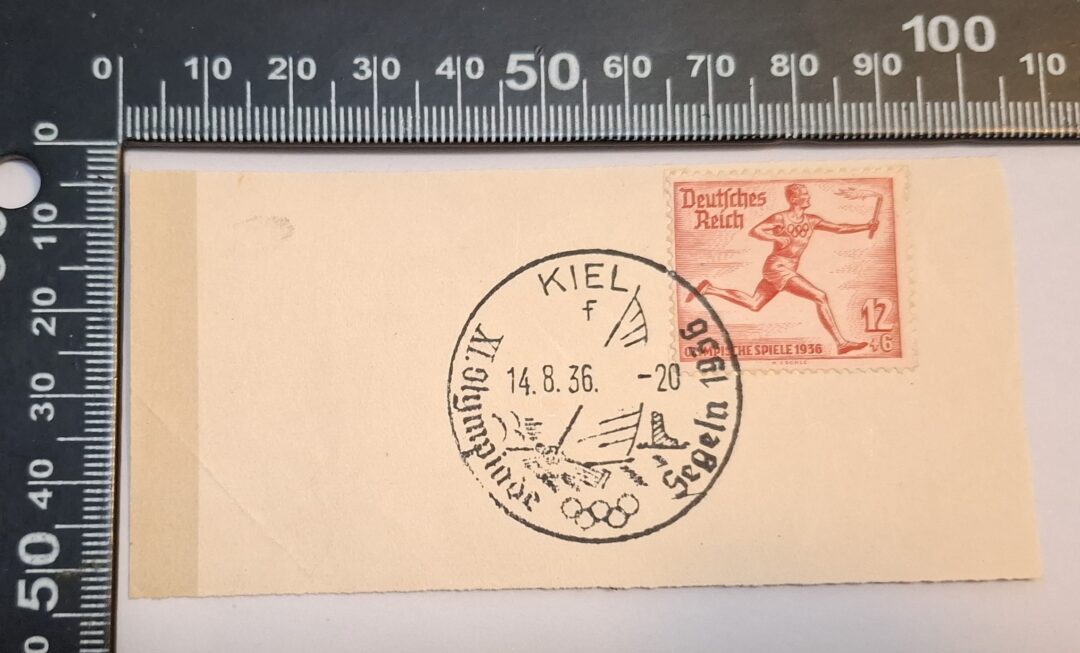 0 10 20 30 40 50 60 70 80 90 100 10
0
10
20
30
40
50
Deutsches
Reich
12
+6
OLYMPISCHE SPIELE 1936
KIEL
f
XI. Olympiade
14.8.36. -20
Segeln 1936